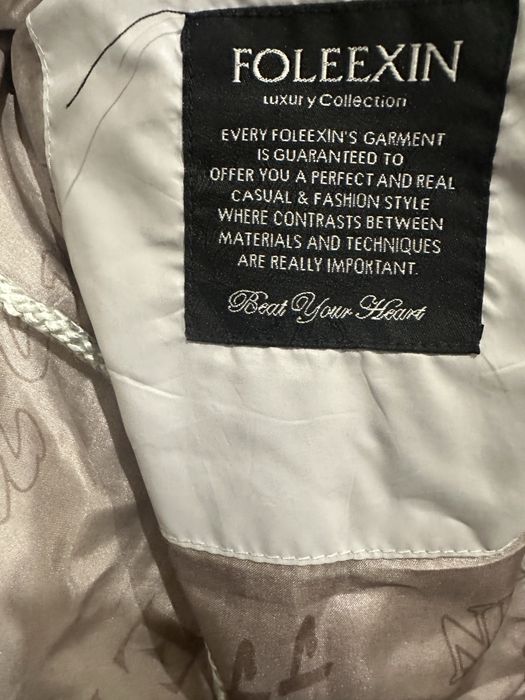 FOLEEXIN
Luxury Collection
EVERY FOLEEXIN'S GARMENT
IS GUARANTEED TO
OFFER YOU A PERFECT AND REAL
CASUAL & FASHION STYLE
WHERE CONTRASTS BETWEEN
MATERIALS AND TECHNIQUES
ARE REALLY IMPORTANT.
Beat Your Heart